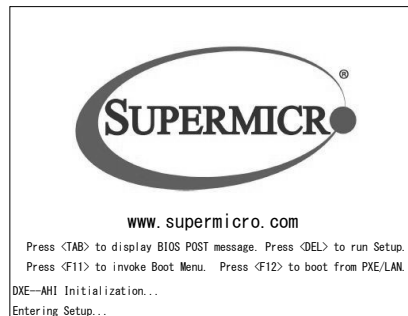 SUPERMICR
®
www.supermicro.com
Press <TAB> to display BIOS POST message. Press <DEL> to run Setup.
Press <F11> to invoke Boot Menu. Press <F12> to boot from PXE/LAN.
DXE--AHI Initialization...
Entering Setup...